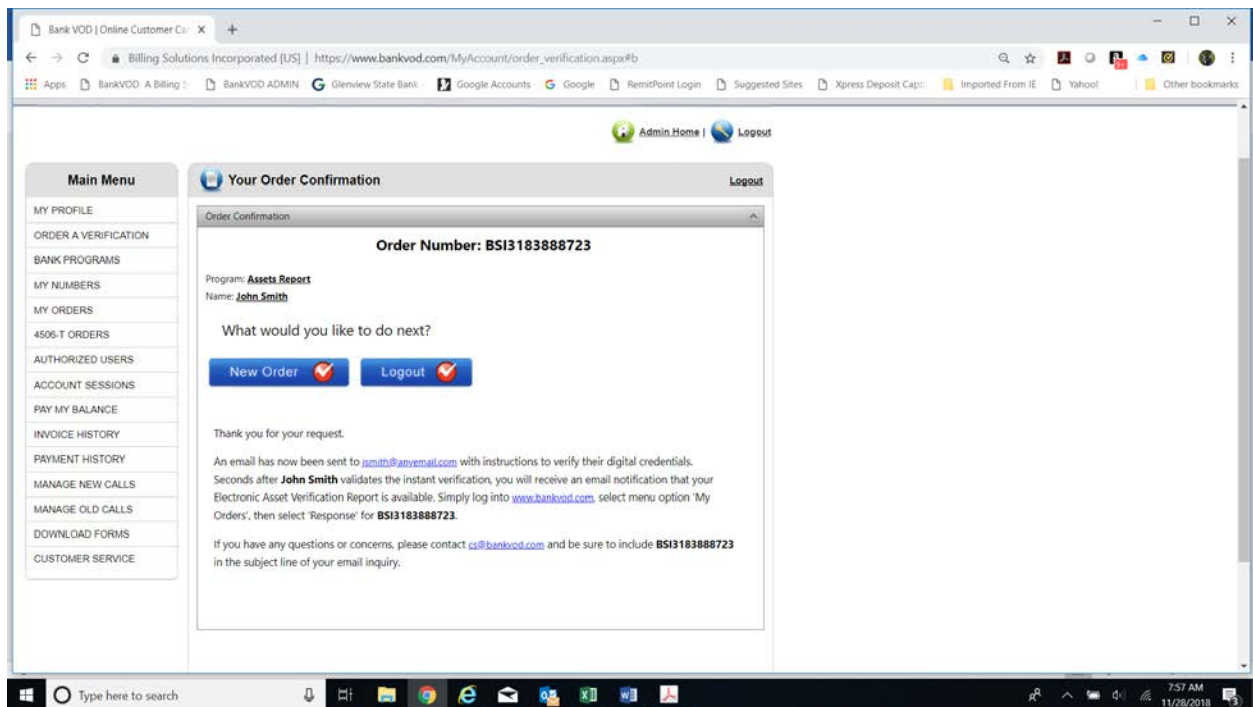 Bank VOD | Online Customer Ca
Billing Solutions Incorporated [US] | https://www.bankvod.com/MyAccount/order_verification.aspx#b
Apps BankVOD A Billing S BankVOD ADMIN Glenview State Bank Google Accounts Google RemitPoint Login Suggested Sites Xpress Deposit Capt Imported From IE Yahoo! Other bookmarks
Admin Home | Logout
Main Menu
MY PROFILE
ORDER A VERIFICATION
BANK PROGRAMS
MY NUMBERS
MY ORDERS
4506-T ORDERS
AUTHORIZED USERS
ACCOUNT SESSIONS
PAY MY BALANCE
INVOICE HISTORY
PAYMENT HISTORY
MANAGE NEW CALLS
MANAGE OLD CALLS
DOWNLOAD FORMS
CUSTOMER SERVICE
Your Order Confirmation Logout
Order Confirmation
Order Number: BSI3183888723
Program: Assets Report
Name: John Smith
What would you like to do next?
New Order Logout
Thank you for your request.
An email has now been sent to jsmith@anyemail.com with instructions to verify their digital credentials.
Seconds after John Smith validates the instant verification, you will receive an email notification that your
Electronic Asset Verification Report is available. Simply log into www.bankvod.com, select menu option 'My
Orders', then select 'Response' for BSI3183888723.
If you have any questions or concerns, please contact cs@bankvod.com and be sure to include BSI3183888723
in the subject line of your email inquiry.
Type here to search
7:57 AM
11/28/2018